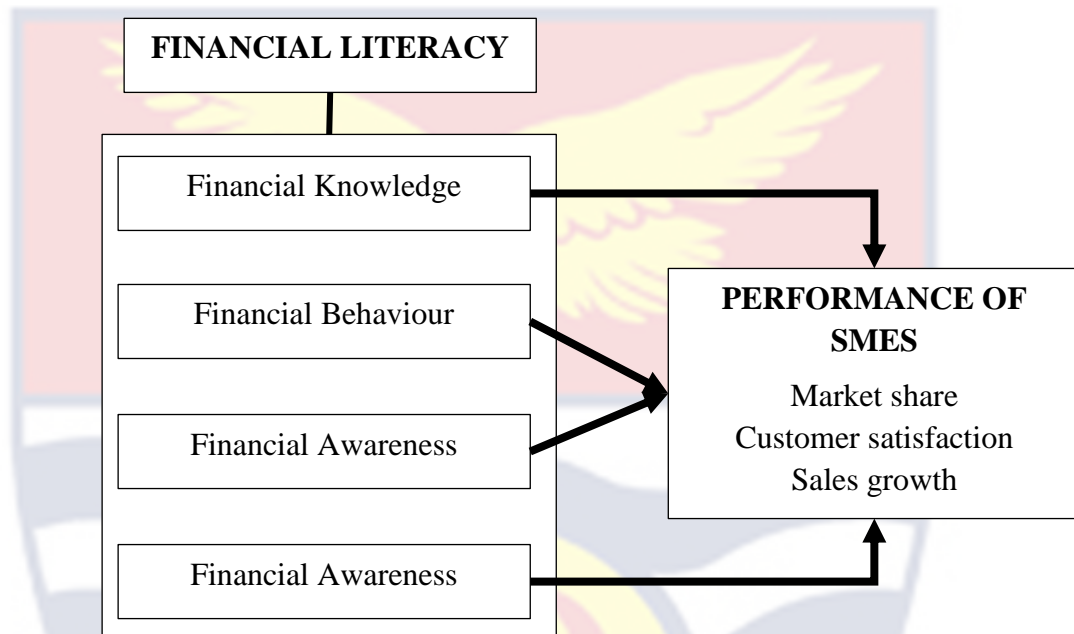 FINANCIAL LITERACY
Financial Knowledge
Financial Behaviour
Financial Awareness
Financial Awareness
PERFORMANCE OF
SMES
Market share
Customer satisfaction
Sales growth